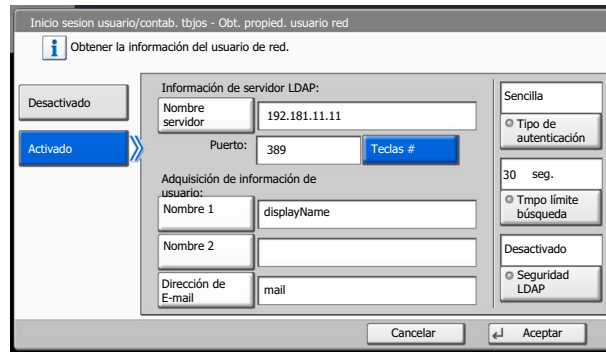 Inicio sesion usuario/contab. tbjos - Obt. propied. usuario red
Obtener la información del usuario de red.
Desactivado
Activado
Información de servidor LDAP:
Nombre
servidor
192.181.11.11
Puerto:
389
Teclas #
Adquisición de información de
usuario:
Nombre 1
displayName
Nombre 2
Dirección de
E-mail
mail
Sencilla
Tipo de
autenticación
30 seg.
Tmpo límite
búsqueda
Desactivado
Seguridad
LDAP
Cancelar
Aceptar